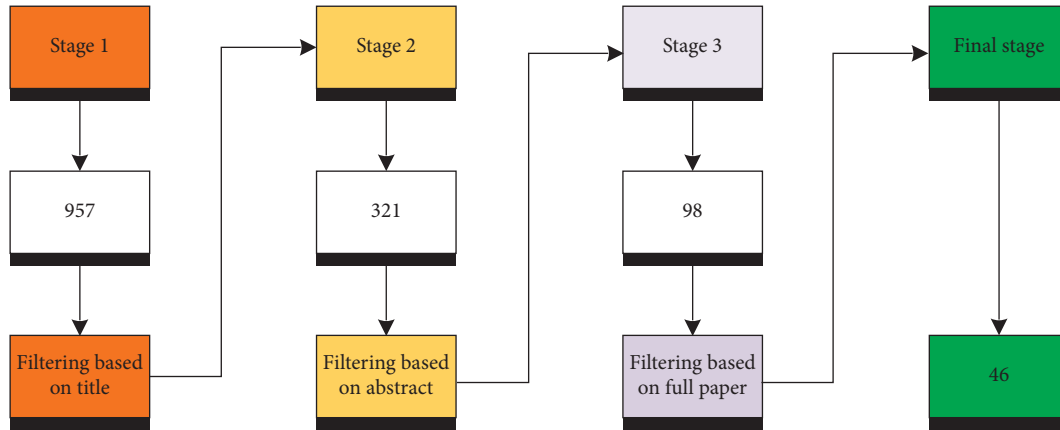 Stage 1
957
Filtering based
on title
Stage 2
321
Filtering based
on abstract
Stage 3
98
Filtering based
on full paper
Final stage
46